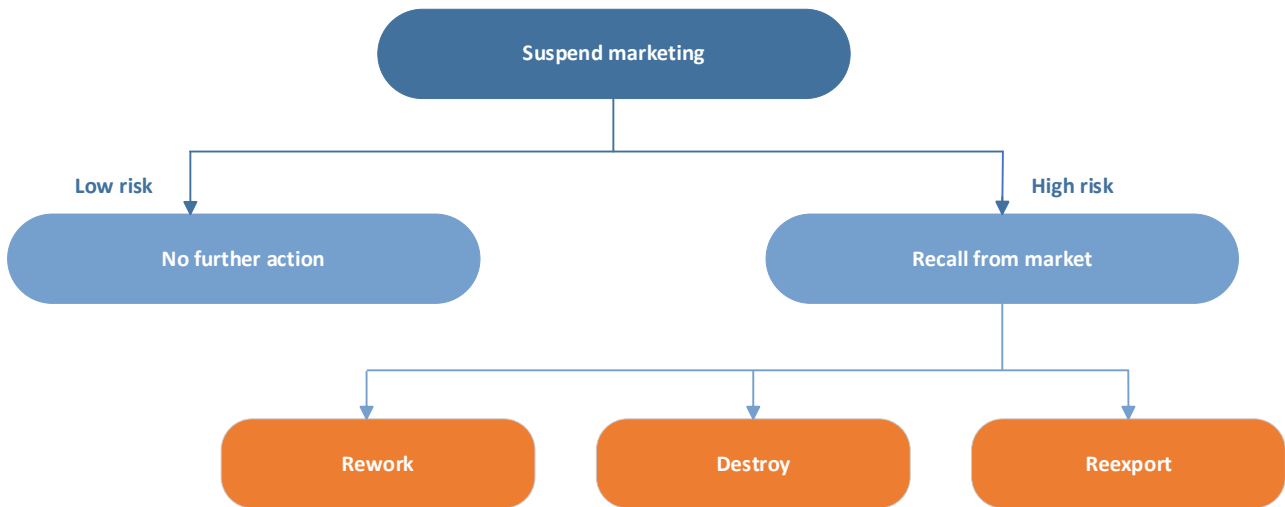 Suspend marketing
Low risk
High risk
No further action
Recall from market
Rework
Destroy
Reexport